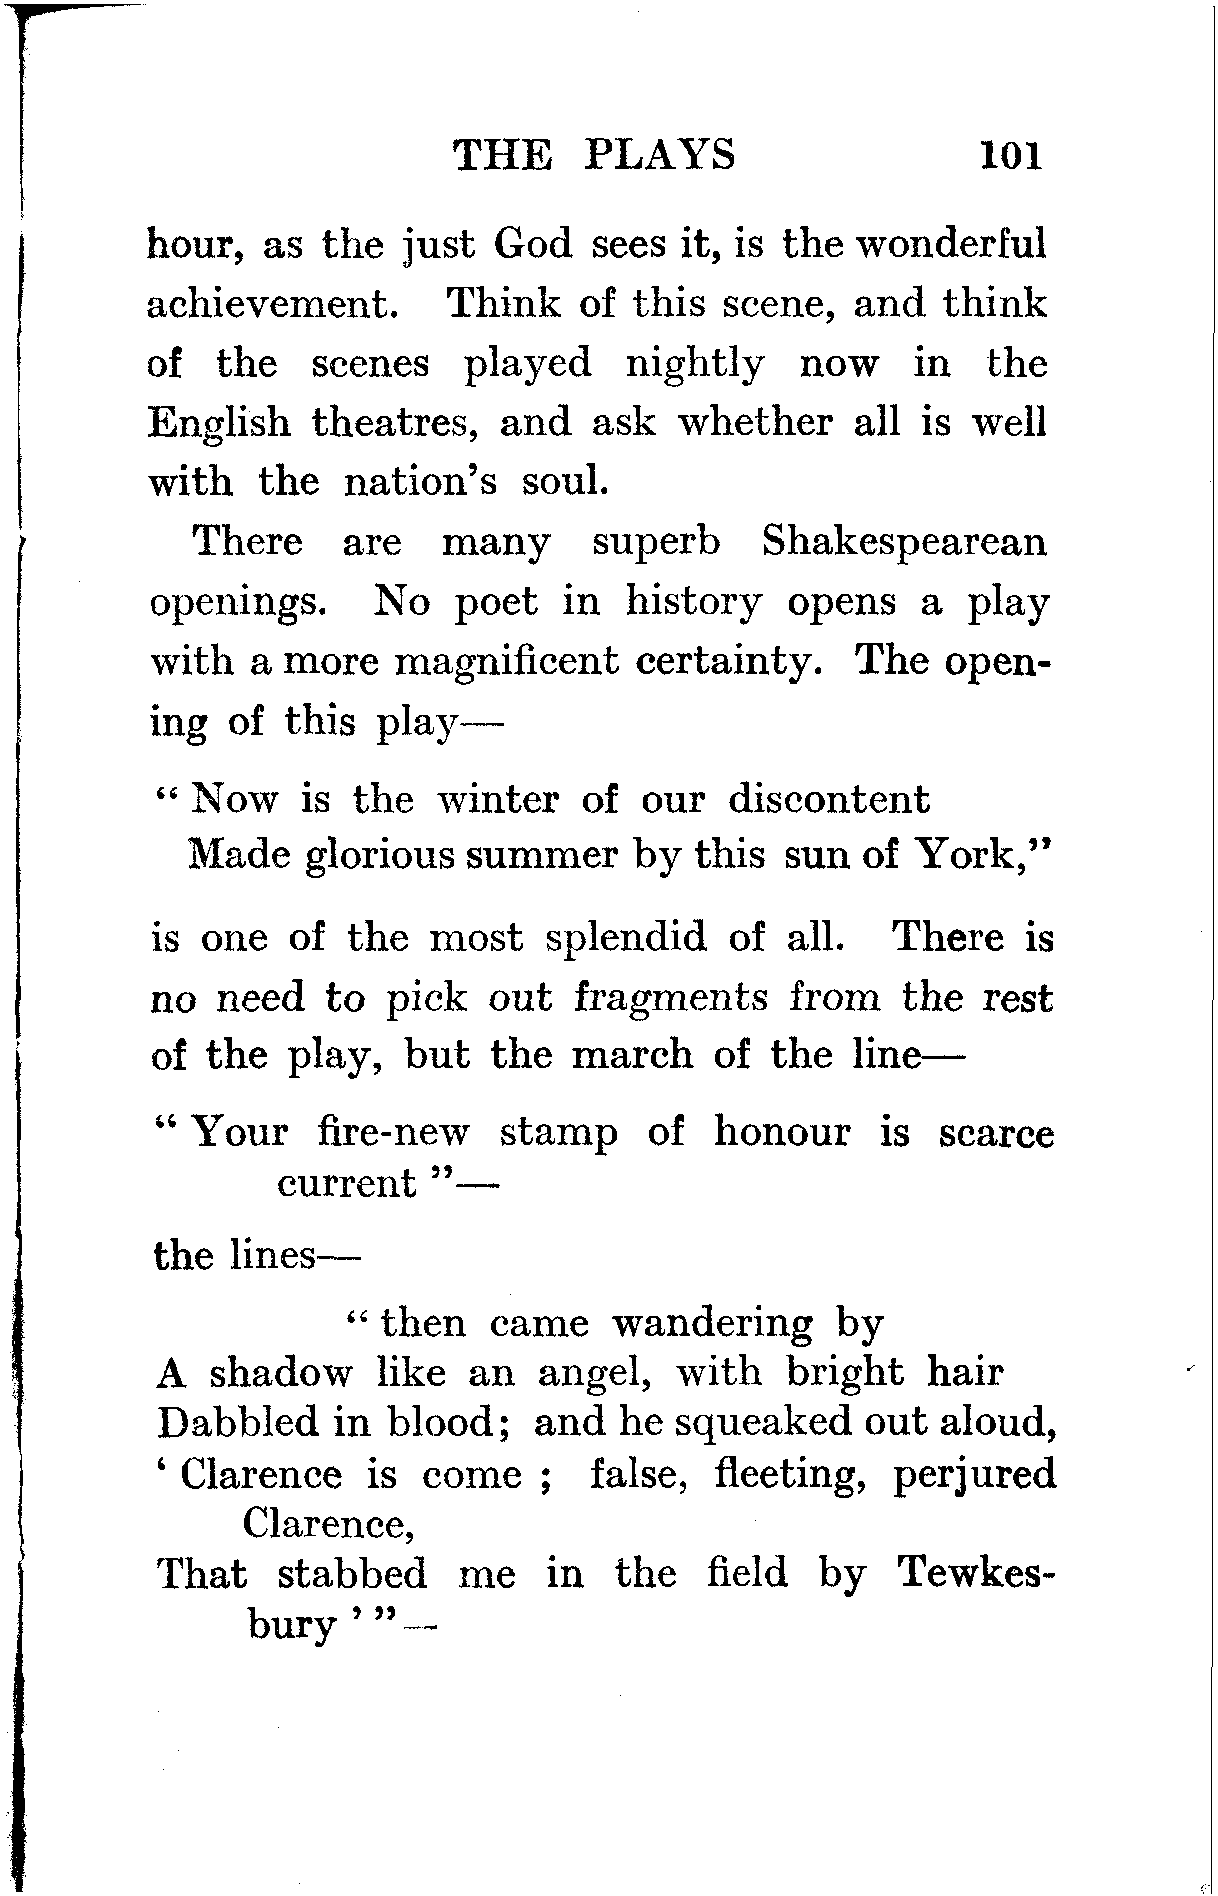 THE PLAYS 101
hour, as the just God sees it, is the wonderful
achievement. Think of this scene, and think
of the scenes played nightly now in the
English theatres, and ask whether all is well
with the nation's soul.
There are many superb Shakespearean
openings. No poet in history opens a play
with a more magnificent certainty. The open-
ing of this play—
“ Now is the winter of our discontent
Made glorious summer by this sun of York,”
is one of the most splendid of all. There is
no need to pick out fragments from the rest
of the play, but the march of the line—
“ Your fire-new stamp of honour is scarce
current ”—
the lines—
“ then came wandering by
A shadow like an angel, with bright hair
Dabbled in blood; and he squeaked out aloud,
‘ Clarence is come ; false, fleeting, perjured
Clarence,
That stabbed me in the field by Tewkes-
bury ’ ”—